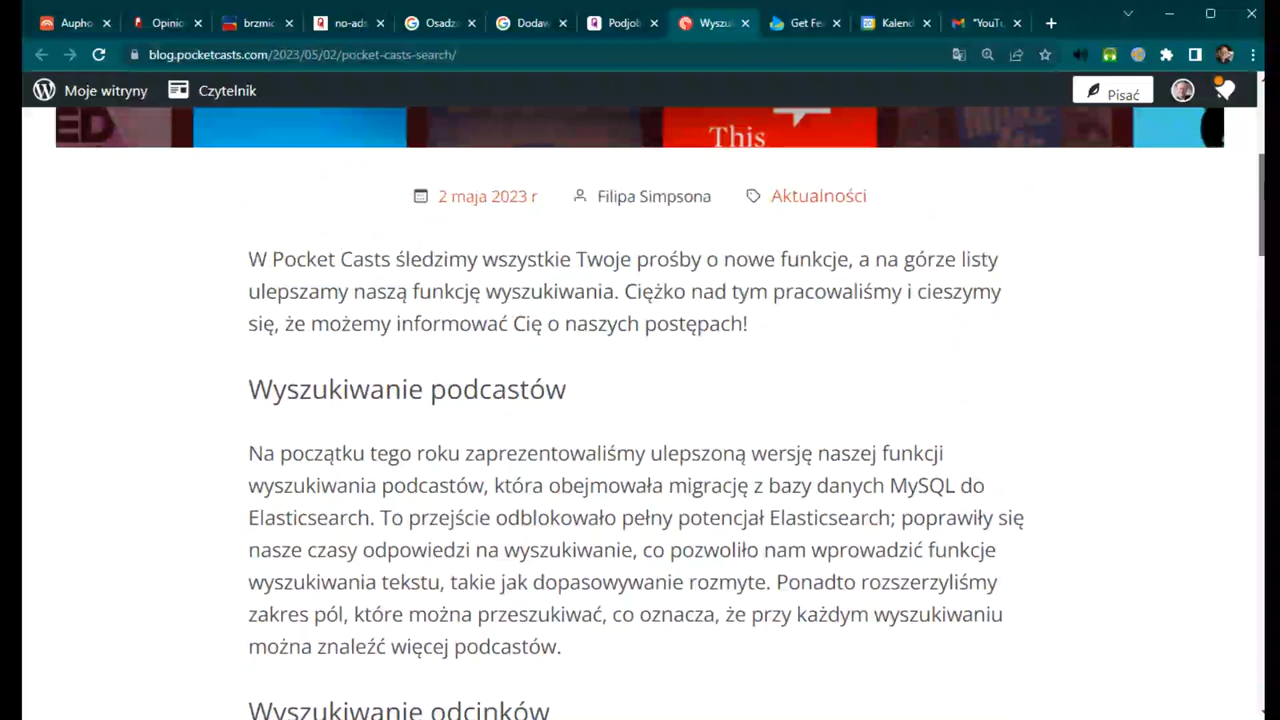 Aupho
Opinio
brzmie
no-ads
Osadz
Dodaw
Podjob
Wyszuk
Get Fe
Kalend
"YouTu
blog.pocketcasts.com/2023/05/02/pocket-casts-search/
Moje witryny
Czytelnik
Pisać
ED
This
2 maja 2023 r
Filipa Simpsona
Aktualności
W Pocket Casts śledzimy wszystkie Twoje prośby o nowe funkcje, a na górze listy
ulepszamy naszą funkcję wyszukiwania. Ciężko nad tym pracowaliśmy i cieszymy
się, że możemy informować Cię o naszych postępach!
Wyszukiwanie podcastów
Na początku tego roku zaprezentowaliśmy ulepszoną wersję naszej funkcji
wyszukiwania podcastów, która obejmowała migrację z bazy danych MySQL do
Elasticsearch. To przejście odblokowało pełny potencjał Elasticsearch; poprawiły się
nasze czasy odpowiedzi na wyszukiwanie, co pozwoliło nam wprowadzić funkcje
wyszukiwania tekstu, takie jak dopasowywanie rozmyte. Ponadto rozszerzyliśmy
zakres pól, które można przeszukiwać, co oznacza, że przy każdym wyszukiwaniu
można znaleźć więcej podcastów.
Wyszukiwanie odcinków